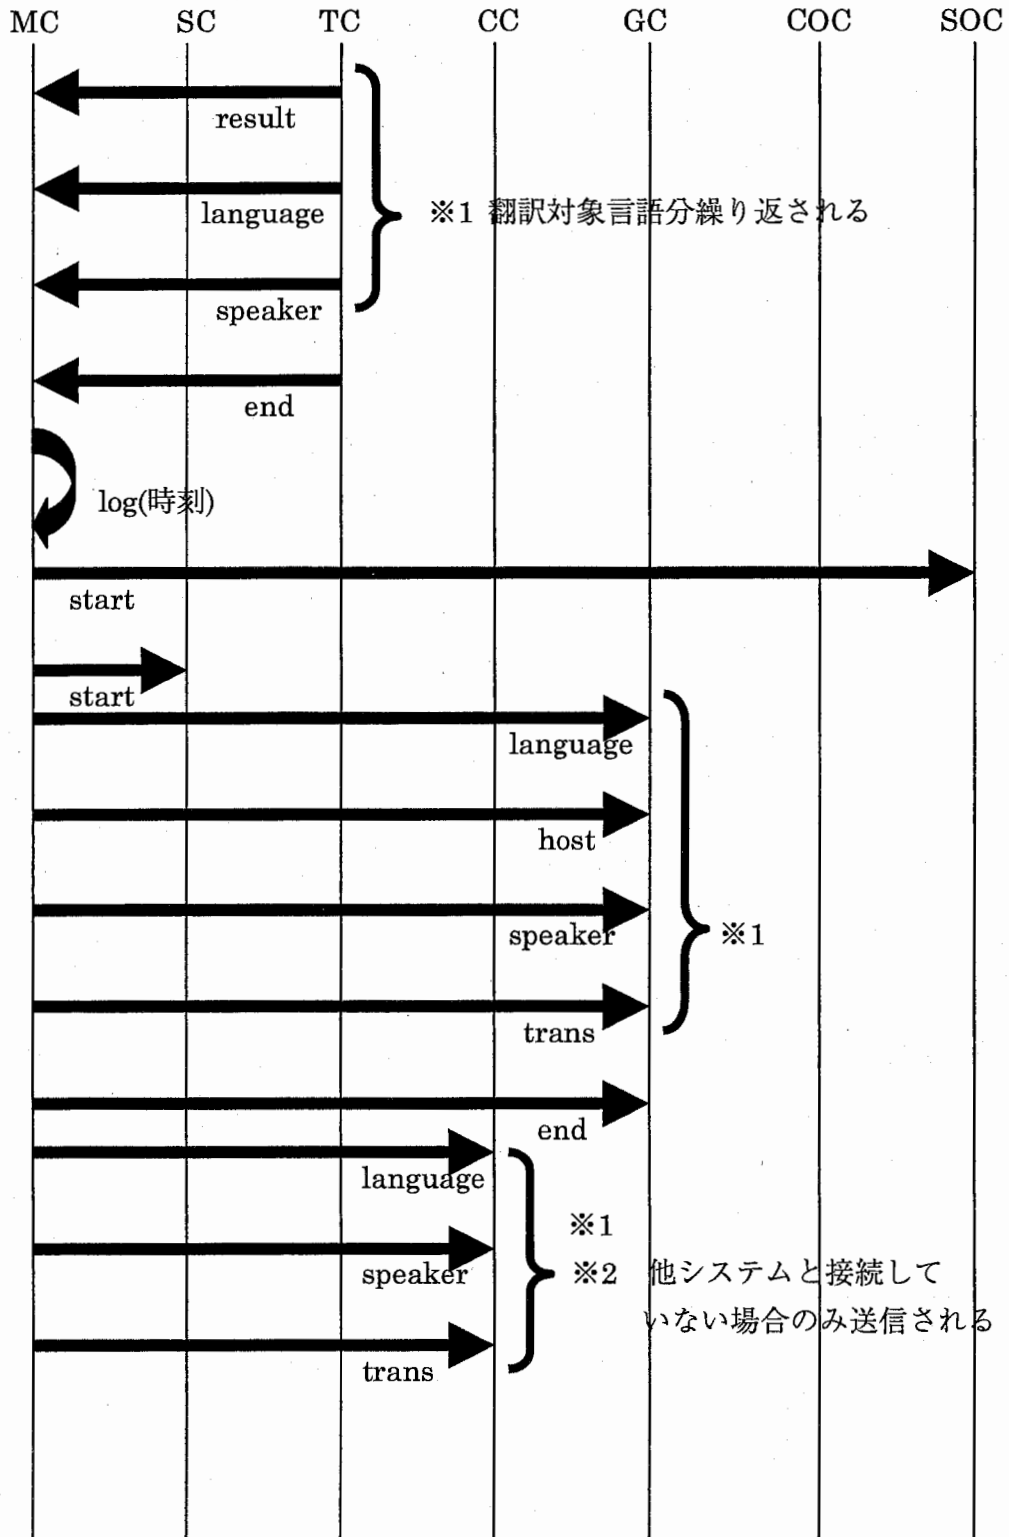 MC SC TC CC GC COC SOC
result
language
※1 翻訳対象言語分繰り返される
speaker
end
log(時刻)
start
start
language
host
speaker
※1
trans
end
language
※1
speaker
※2 他システムと接続して
いない場合のみ送信される
trans